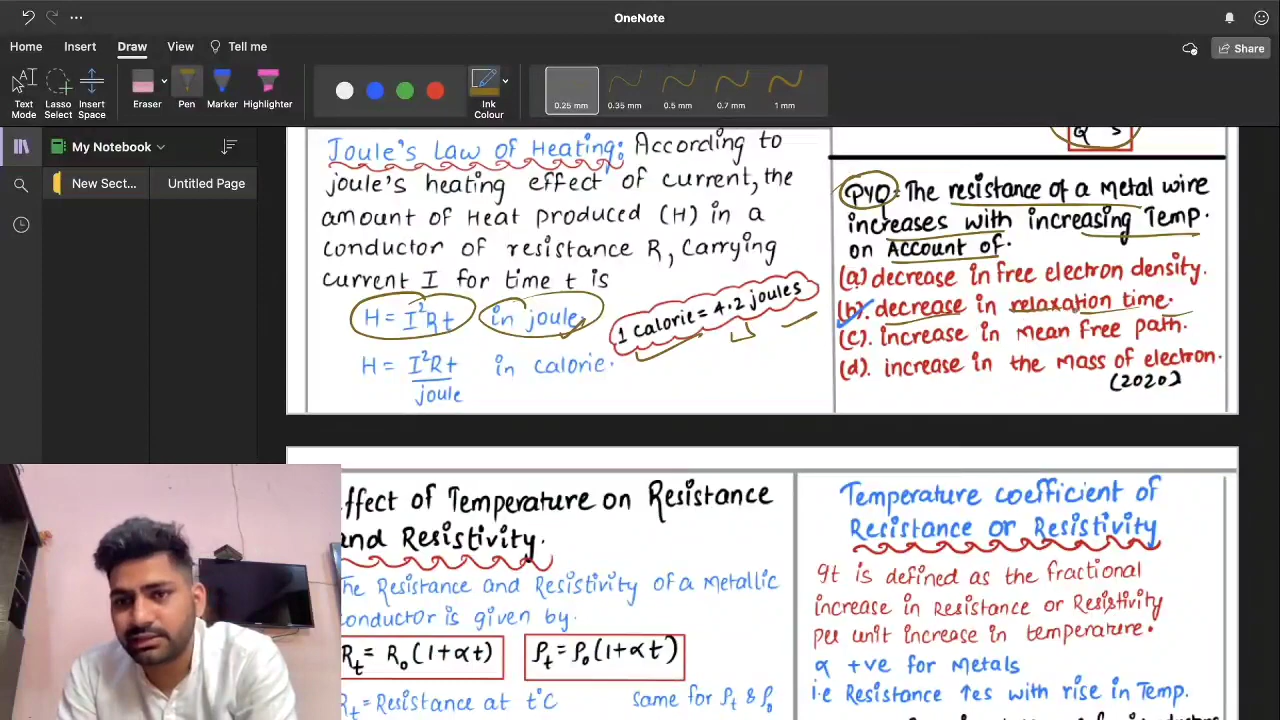 OneNote
Home Insert Draw View Tell me
Share
Text Mode
Lasso Select
Insert Space
Eraser
Pen
Marker
Highlighter
Ink Colour
0.25 mm
0.35 mm
0.5 mm
0.7 mm
1 mm
My Notebook
New Sect...
Untitled Page
Joule's Law of Heating: According to
joule's heating effect of current, the
amount of Heat produced (H) in a
conductor of resistance R, Carrying
current I for time t is
H = I²Rt in joule.
1 calorie = 4.2 joules
H = I²Rt/joule in calorie.
PYQ: The resistance of a metal wire
increases with increasing Temp.
on Account of.
(a) decrease in free electron density.
(b). decrease in relaxation time.
(c). increase in mean free path.
(d). increase in the mass of electron.
(2020)
ffect of Temperature on Resistance
and Resistivity.
The Resistance and Resistivity of a Metallic
conductor is given by.
Rt = R₀(1+αt) ρt = ρ₀(1+αt)
Rt = Resistance at t°C same for ρt & ρ₀
Temperature coefficient of
Resistance or Resistivity
It is defined as the fractional
increase in Resistance or Resistivity
per unit increase in temperature.
α +ve for Metals
i.e Resistance ↑es with rise in Temp.